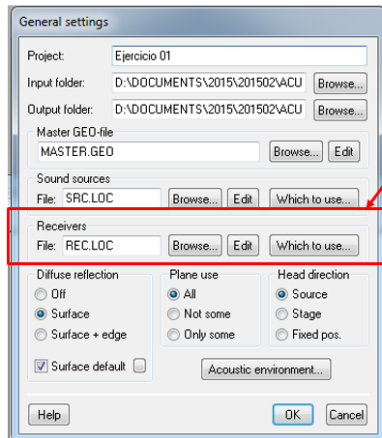 General settings
Project: Ejercicio 01
Input folder: D:\DOCUMENTS\2015\201502\ACU Browse...
Output folder: D:\DOCUMENTS\2015\201502\ACU Browse...
Master GEO-file
MASTER.GEO Browse... Edit
Sound sources
File: SRC.LOC Browse... Edit Which to use...
Receivers
File: REC.LOC Browse... Edit Which to use...
Diffuse reflection Plane use Head direction
Off All Source
Surface Not some Stage
Surface + edge Only some Fixed pos.
Surface default Acoustic environment...
Help OK Cancel